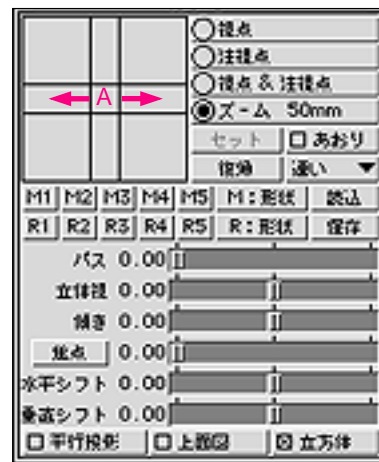 視点
注視点
視点 & 注視点
A
ズーム 50mm
セット あおり
復帰 速い
M1 M2 M3 M4 M5 M:形状 読込
R1 R2 R3 R4 R5 R:形状 保存
パス 0.00
立体視 0.00
傾き 0.00
焦点 0.00
水平シフト 0.00
垂直シフト 0.00
平行投影 上面図 立方体